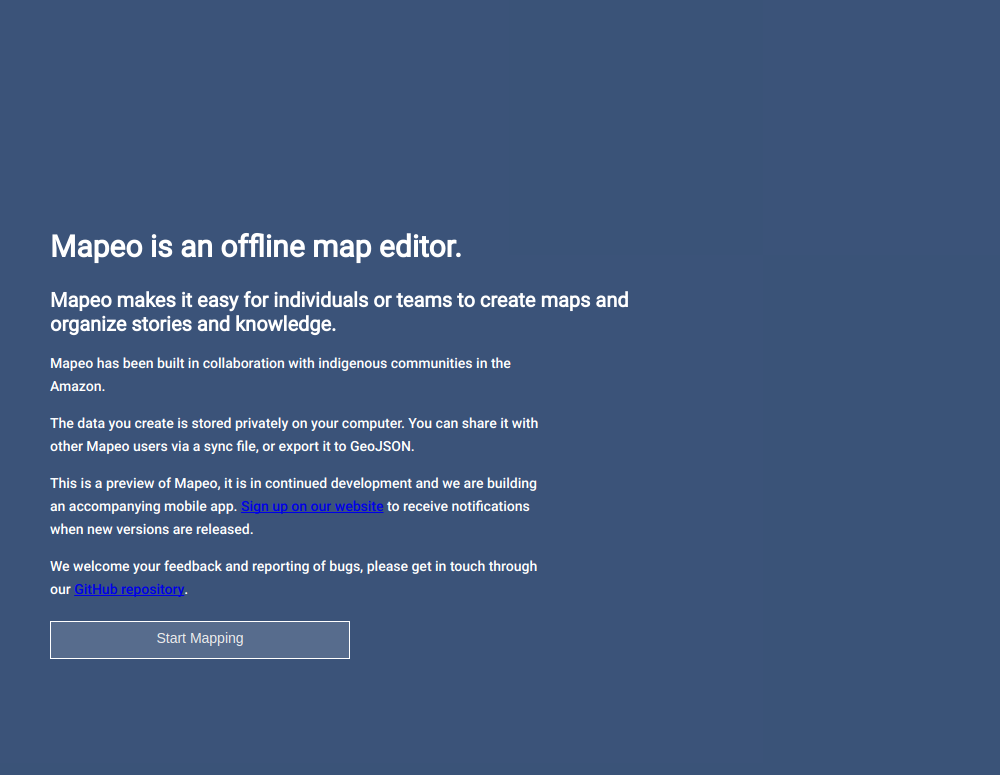 Mapeo is an offline map editor.
Mapeo makes it easy for individuals or teams to create maps and
organize stories and knowledge.
Mapeo has been built in collaboration with indigenous communities in the
Amazon.
The data you create is stored privately on your computer. You can share it with
other Mapeo users via a sync file, or export it to GeoJSON.
This is a preview of Mapeo, it is in continued development and we are building
an accompanying mobile app. Sign up on our website to receive notifications
when new versions are released.
We welcome your feedback and reporting of bugs, please get in touch through
our GitHub repository.
Start Mapping